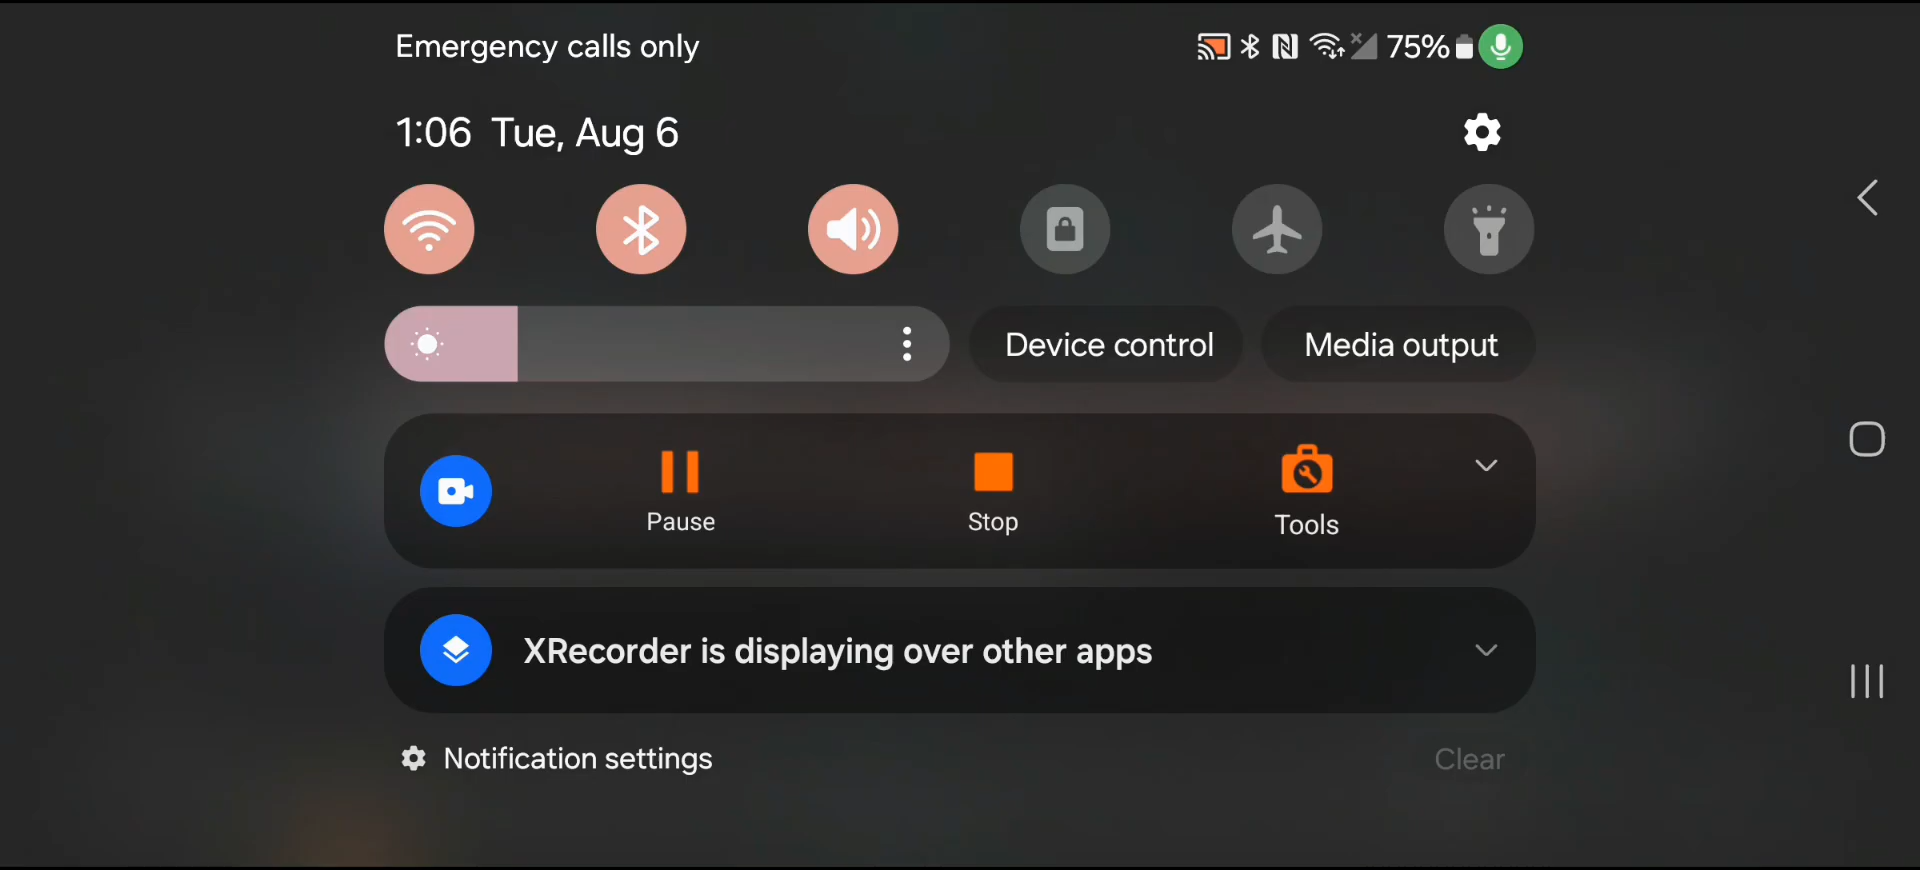 Emergency calls only 75%
1:06 Tue, Aug 6
Device control Media output
Pause Stop Tools
XRecorder is displaying over other apps
Notification settings Clear